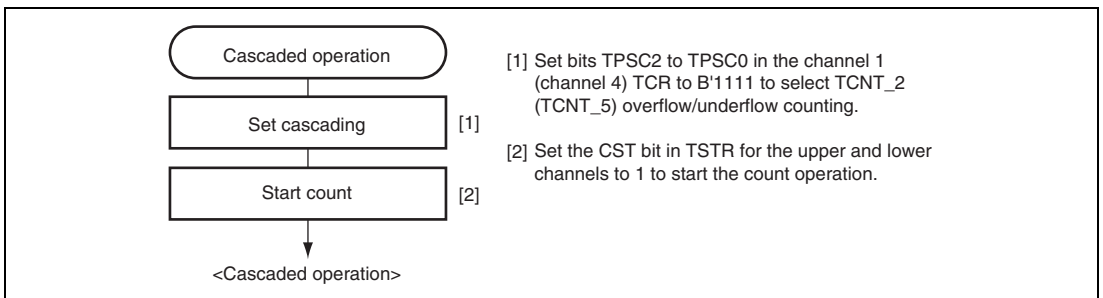 Cascaded operation
Set cascading
[1]
Start count
[2]
<Cascaded operation>
[1] Set bits TPSC2 to TPSC0 in the channel 1
(channel 4) TCR to B'1111 to select TCNT_2
(TCNT_5) overflow/underflow counting.
[2] Set the CST bit in TSTR for the upper and lower
channels to 1 to start the count operation.